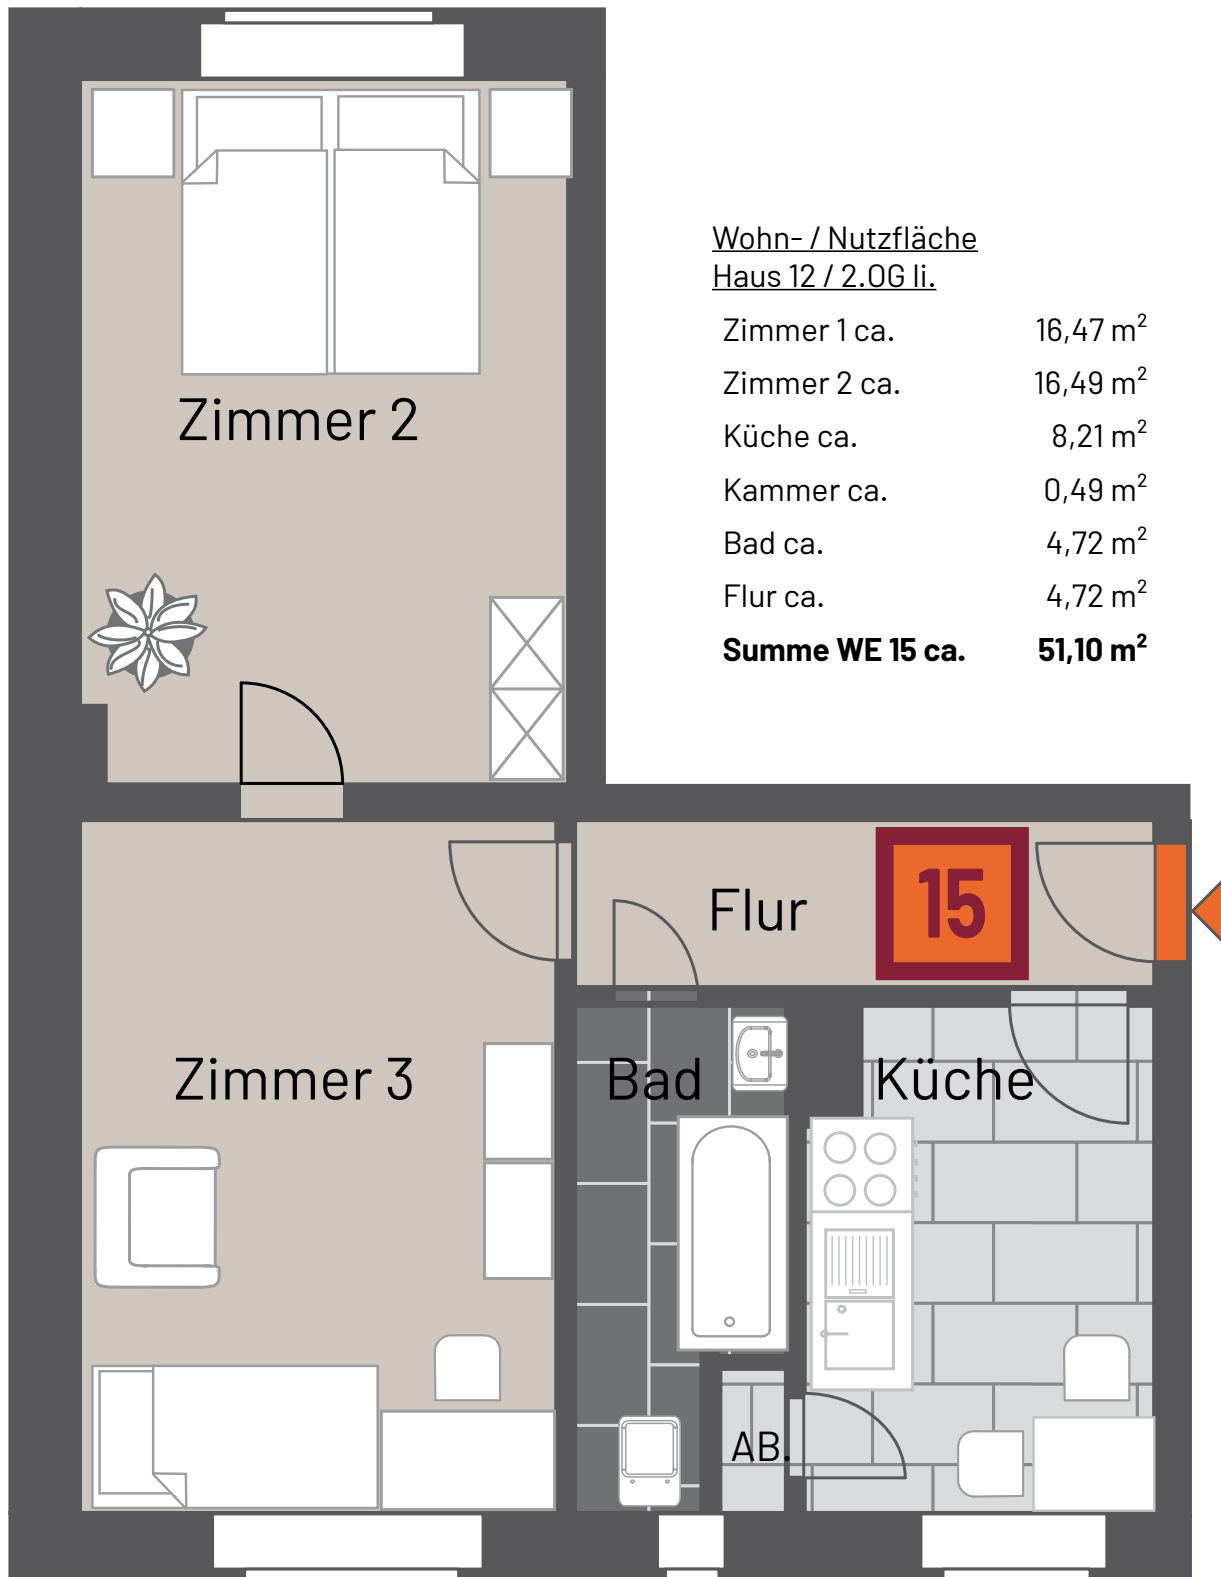 Wohn- / Nutzfläche
Haus 12 / 2.OG li.
Zimmer 1 ca. 16,47 m²
Zimmer 2 ca. 16,49 m²
Küche ca. 8,21 m²
Kammer ca. 0,49 m²
Bad ca. 4,72 m²
Flur ca. 4,72 m²
Summe WE 15 ca. 51,10 m²
Zimmer 2
Flur
15
Zimmer 3
Bad
Küche
AB.